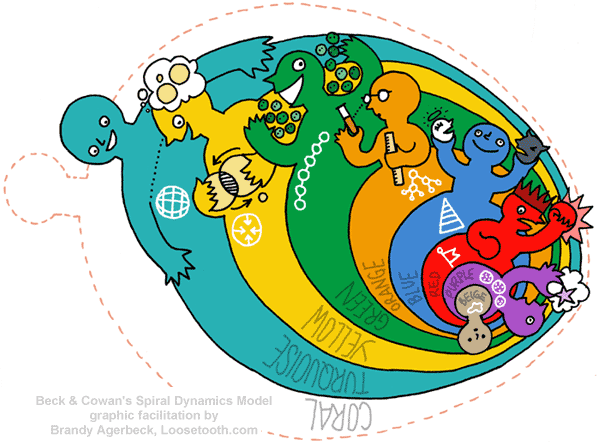 BEIGE
PURPLE
RED
BLUE
ORANGE
GREEN
YELLOW
TURQUOISE
CORAL
Beck & Cowan's Spiral Dynamics Model
graphic facilitation by
Brandy Agerbeck, Loosetooth.com